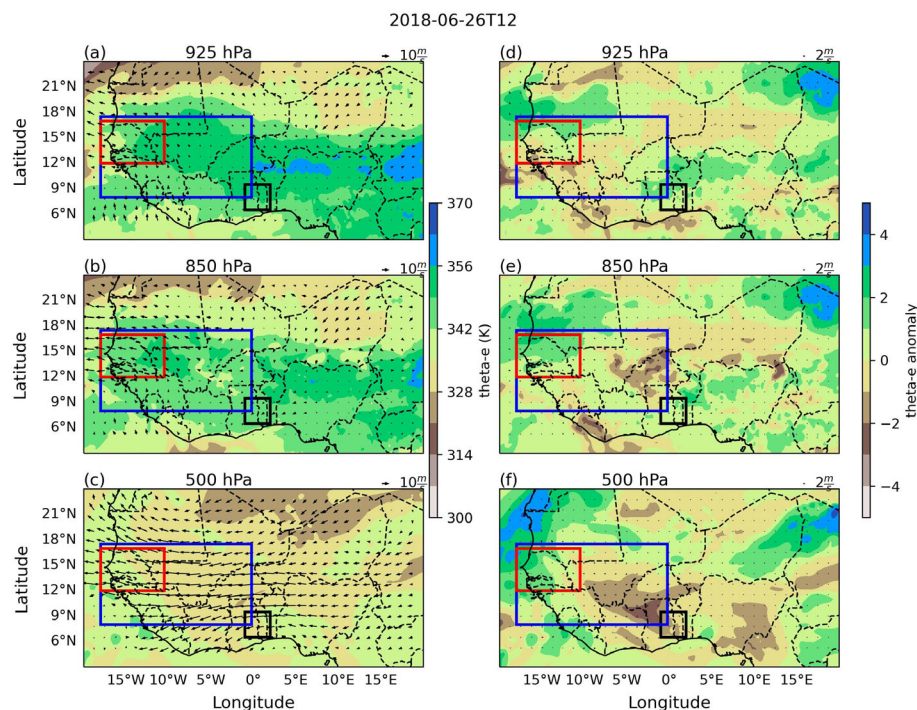 2018-06-26T12
(a) 925 hPa 10 m/s
(d) 925 hPa 2 m/s
21°N
18°N
15°N
12°N
9°N
6°N
Latitude
(b) 850 hPa 10 m/s
(e) 850 hPa 2 m/s
21°N
18°N
15°N
12°N
9°N
6°N
Latitude
(c) 500 hPa 10 m/s
(f) 500 hPa 2 m/s
21°N
18°N
15°N
12°N
9°N
6°N
Latitude
370
356
342
328
314
300
theta-e (K)
4
2
0
−2
−4
theta-e anomaly
15°W 10°W 5°W 0° 5°E 10°E 15°E
Longitude
15°W 10°W 5°W 0° 5°E 10°E 15°E
Longitude